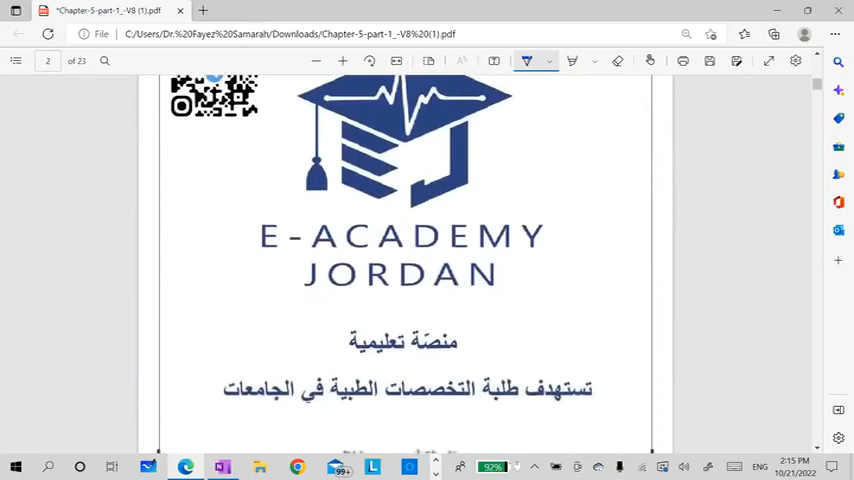 *Chapter-5-part-1_-V8 (1).pdf
File
C:/Users/Dr.%20Fayez%20Samarah/Downloads/Chapter-5-part-1_-V8%20(1).pdf
2 of 23
E-ACADEMY
JORDAN
منصّة تعليمية
تستهدف طلبة التخصصات الطبية في الجامعات
99+
92%
ENG
2:15 PM
10/21/2022